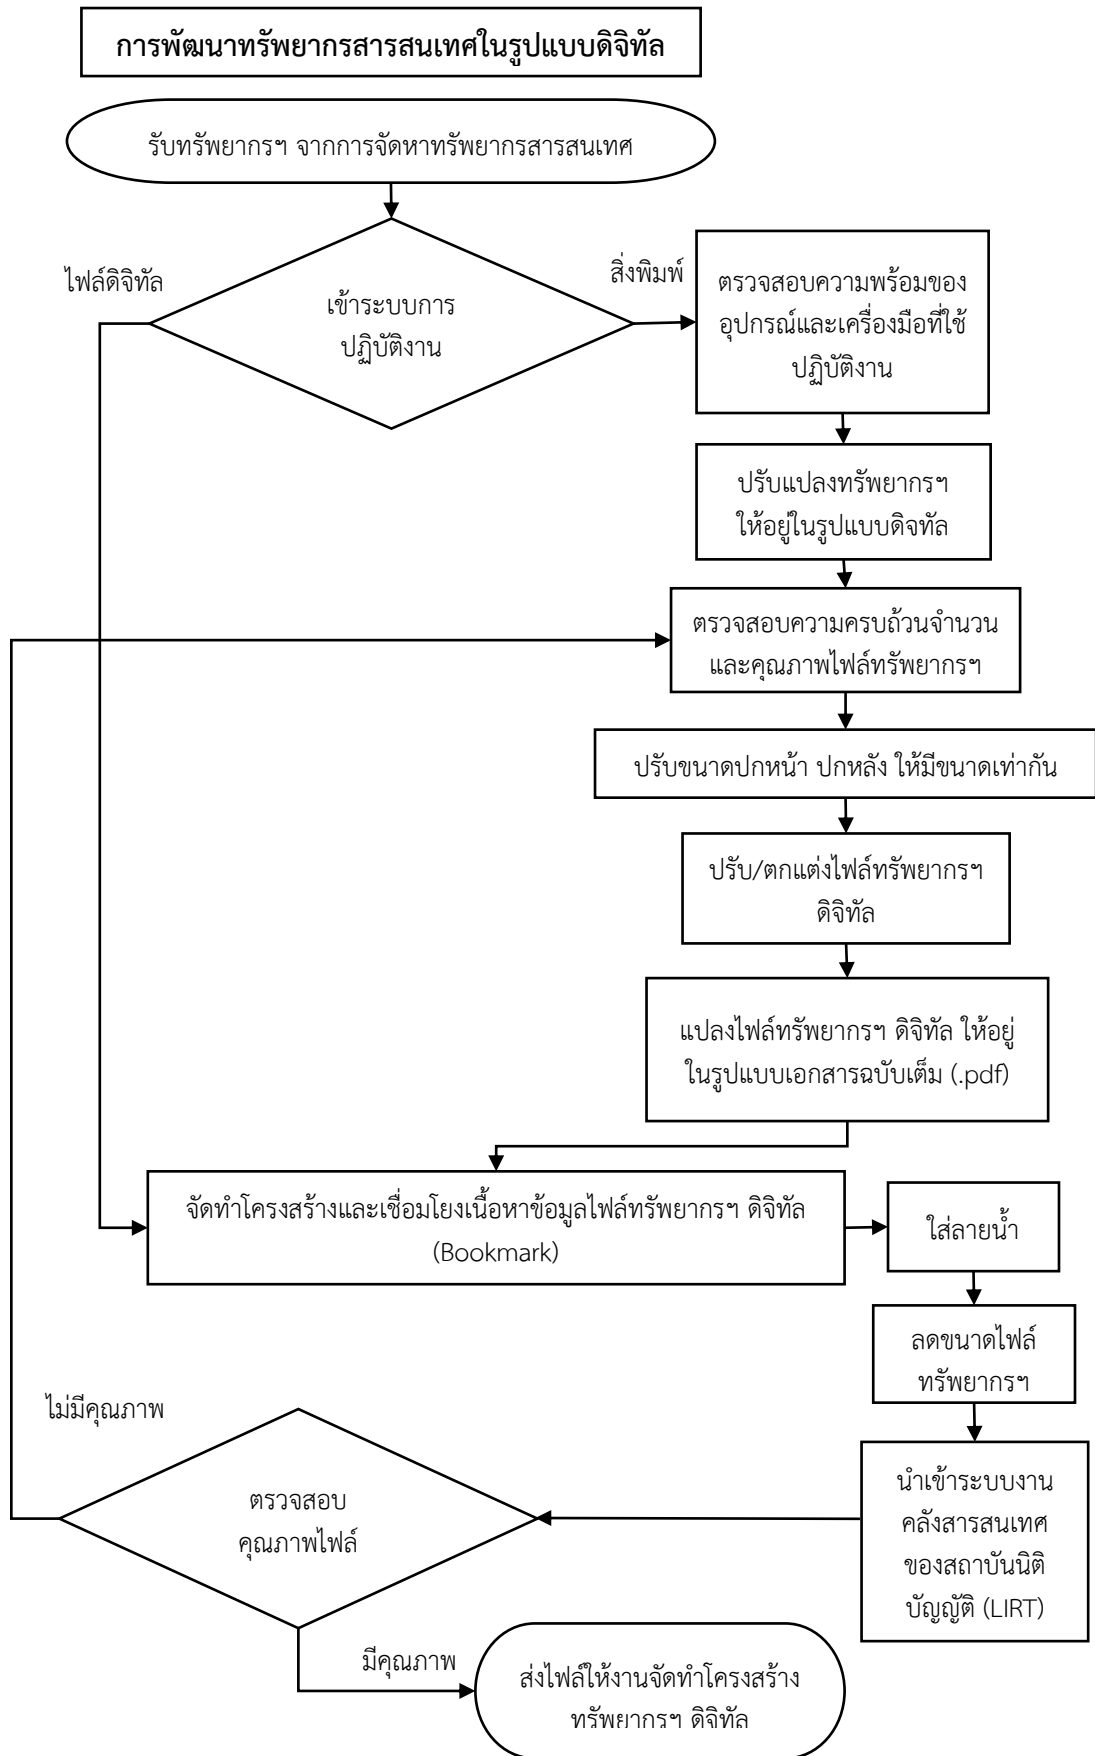 การพัฒนาทรัพยากรสารสนเทศในรูปแบบดิจิทัล
รับทรัพยากรฯ จากการจัดหาทรัพยากรสารสนเทศ
ไฟล์ดิจิทัล
เข้าระบบการ
ปฏิบัติงาน
สิ่งพิมพ์
ตรวจสอบความพร้อมของ
อุปกรณ์และเครื่องมือที่ใช้
ปฏิบัติงาน
ปรับแปลงทรัพยากรฯ
ให้อยู่ในรูปแบบดิจทัล
ตรวจสอบความครบถ้วนจำนวน
และคุณภาพไฟล์ทรัพยากรฯ
ปรับขนาดปกหน้า ปกหลัง ให้มีขนาดเท่ากัน
ปรับ/ตกแต่งไฟล์ทรัพยากรฯ
ดิจิทัล
แปลงไฟล์ทรัพยากรฯ ดิจิทัล ให้อยู่
ในรูปแบบเอกสารฉบับเต็ม (.pdf)
จัดทำโครงสร้างและเชื่อมโยงเนื้อหาข้อมูลไฟล์ทรัพยากรฯ ดิจิทัล
(Bookmark)
ใส่ลายน้ำ
ลดขนาดไฟล์
ทรัพยากรฯ
นำเข้าระบบงาน
คลังสารสนเทศ
ของสถาบันนิติ
บัญญัติ (LIRT)
ไม่มีคุณภาพ
ตรวจสอบ
คุณภาพไฟล์
มีคุณภาพ
ส่งไฟล์ให้งานจัดทำโครงสร้าง
ทรัพยากรฯ ดิจิทัล